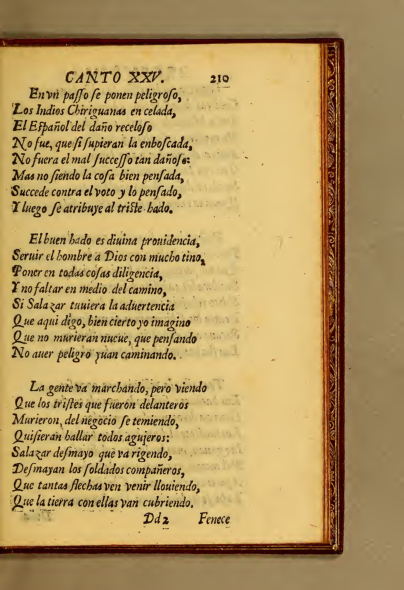 CANTO XXV. 210
En vn passo se ponen peligroso,
Los Indios Chiriguanas en celada,
El Español del daño receloso
No fue, que si supieran la enboscada,
No fuera el mal successo tan dañoso:
Mas no siendo la cosa bien pensada,
Succede contra el voto y lo pensado,
Y luego se atribuye al triste hado.
El buen hado es diuina prouidencia,
Seruir el hombre a Dios con mucho tino,
Poner en todas cosas diligencia,
Y no faltar en medio del camino,
Si Salazar tuuiera la aduertencia
Que aqui digo, bien cierto yo imagino
Que no murieran nueue, que pensando
No auer peligro yuan caminando.
La gente va marchando, pero viendo
Que los tristes que fueron delanteros
Murieron, del negocio se temiendo,
Quisieran hallar todos agujeros:
Salazar desmayo que va rigendo,
Desmayan los soldados compañeros,
Que tantas flechas ven venir llouiendo,
Que la tierra con ellas van cubriendo.
Dd2 Fenece